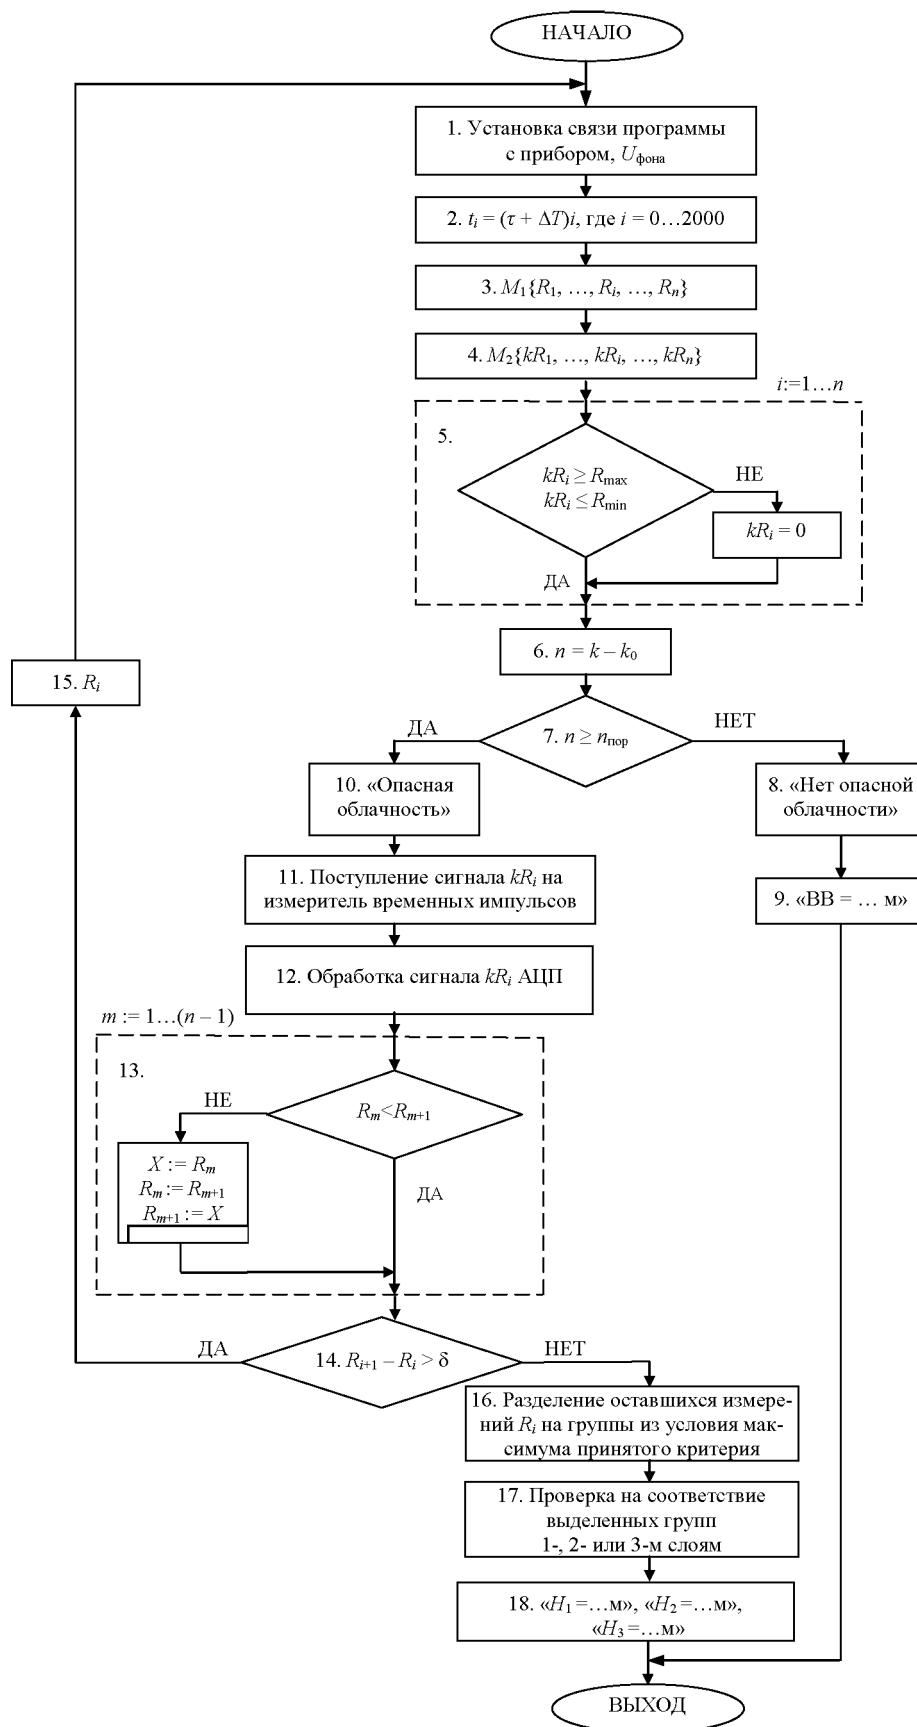 НАЧАЛО
1. Установка связи программы
с прибором, Uфона
2. tᵢ = (τ + ΔT)i, где i = 0…2000
3. M₁{R₁, …, Rᵢ, …, Rₙ}
4. M₂{kR₁, …, kRᵢ, …, kRₙ}
i:=1…n
5.
kRᵢ ≥ Rmax
kRᵢ ≤ Rmin
НЕ
kRᵢ = 0
ДА
6. n = k – k₀
15. Rᵢ
7. n ≥ nпор
ДА
НЕТ
10. «Опасная
облачность»
8. «Нет опасной
облачности»
11. Поступление сигнала kRᵢ на
измеритель временных импульсов
9. «ВВ = … м»
12. Обработка сигнала kRᵢ АЦП
m := 1…(n – 1)
13.
Rₘ<Rₘ₊₁
НЕ
X := Rₘ
Rₘ := Rₘ₊₁
Rₘ₊₁ := X
ДА
14. Rᵢ₊₁ – Rᵢ > δ
ДА
НЕТ
16. Разделение оставшихся измере-
ний Rᵢ на группы из условия мак-
симума принятого критерия
17. Проверка на соответствие
выделенных групп
1-, 2- или 3-м слоям
18. «H₁ =…м», «H₂ =…м»,
«H₃ =…м»
ВЫХОД